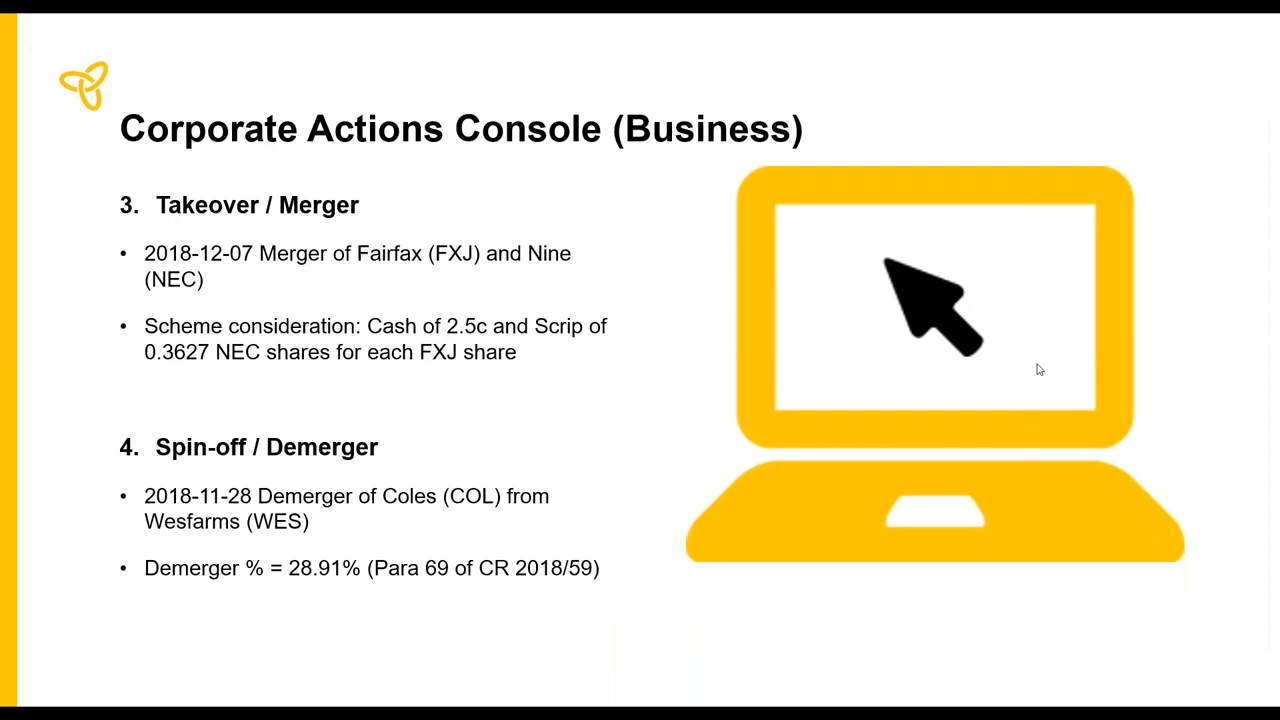 Corporate Actions Console (Business)
3. Takeover / Merger
• 2018-12-07 Merger of Fairfax (FXJ) and Nine
(NEC)
• Scheme consideration: Cash of 2.5c and Scrip of
0.3627 NEC shares for each FXJ share
4. Spin-off / Demerger
• 2018-11-28 Demerger of Coles (COL) from
Wesfarms (WES)
• Demerger % = 28.91% (Para 69 of CR 2018/59)